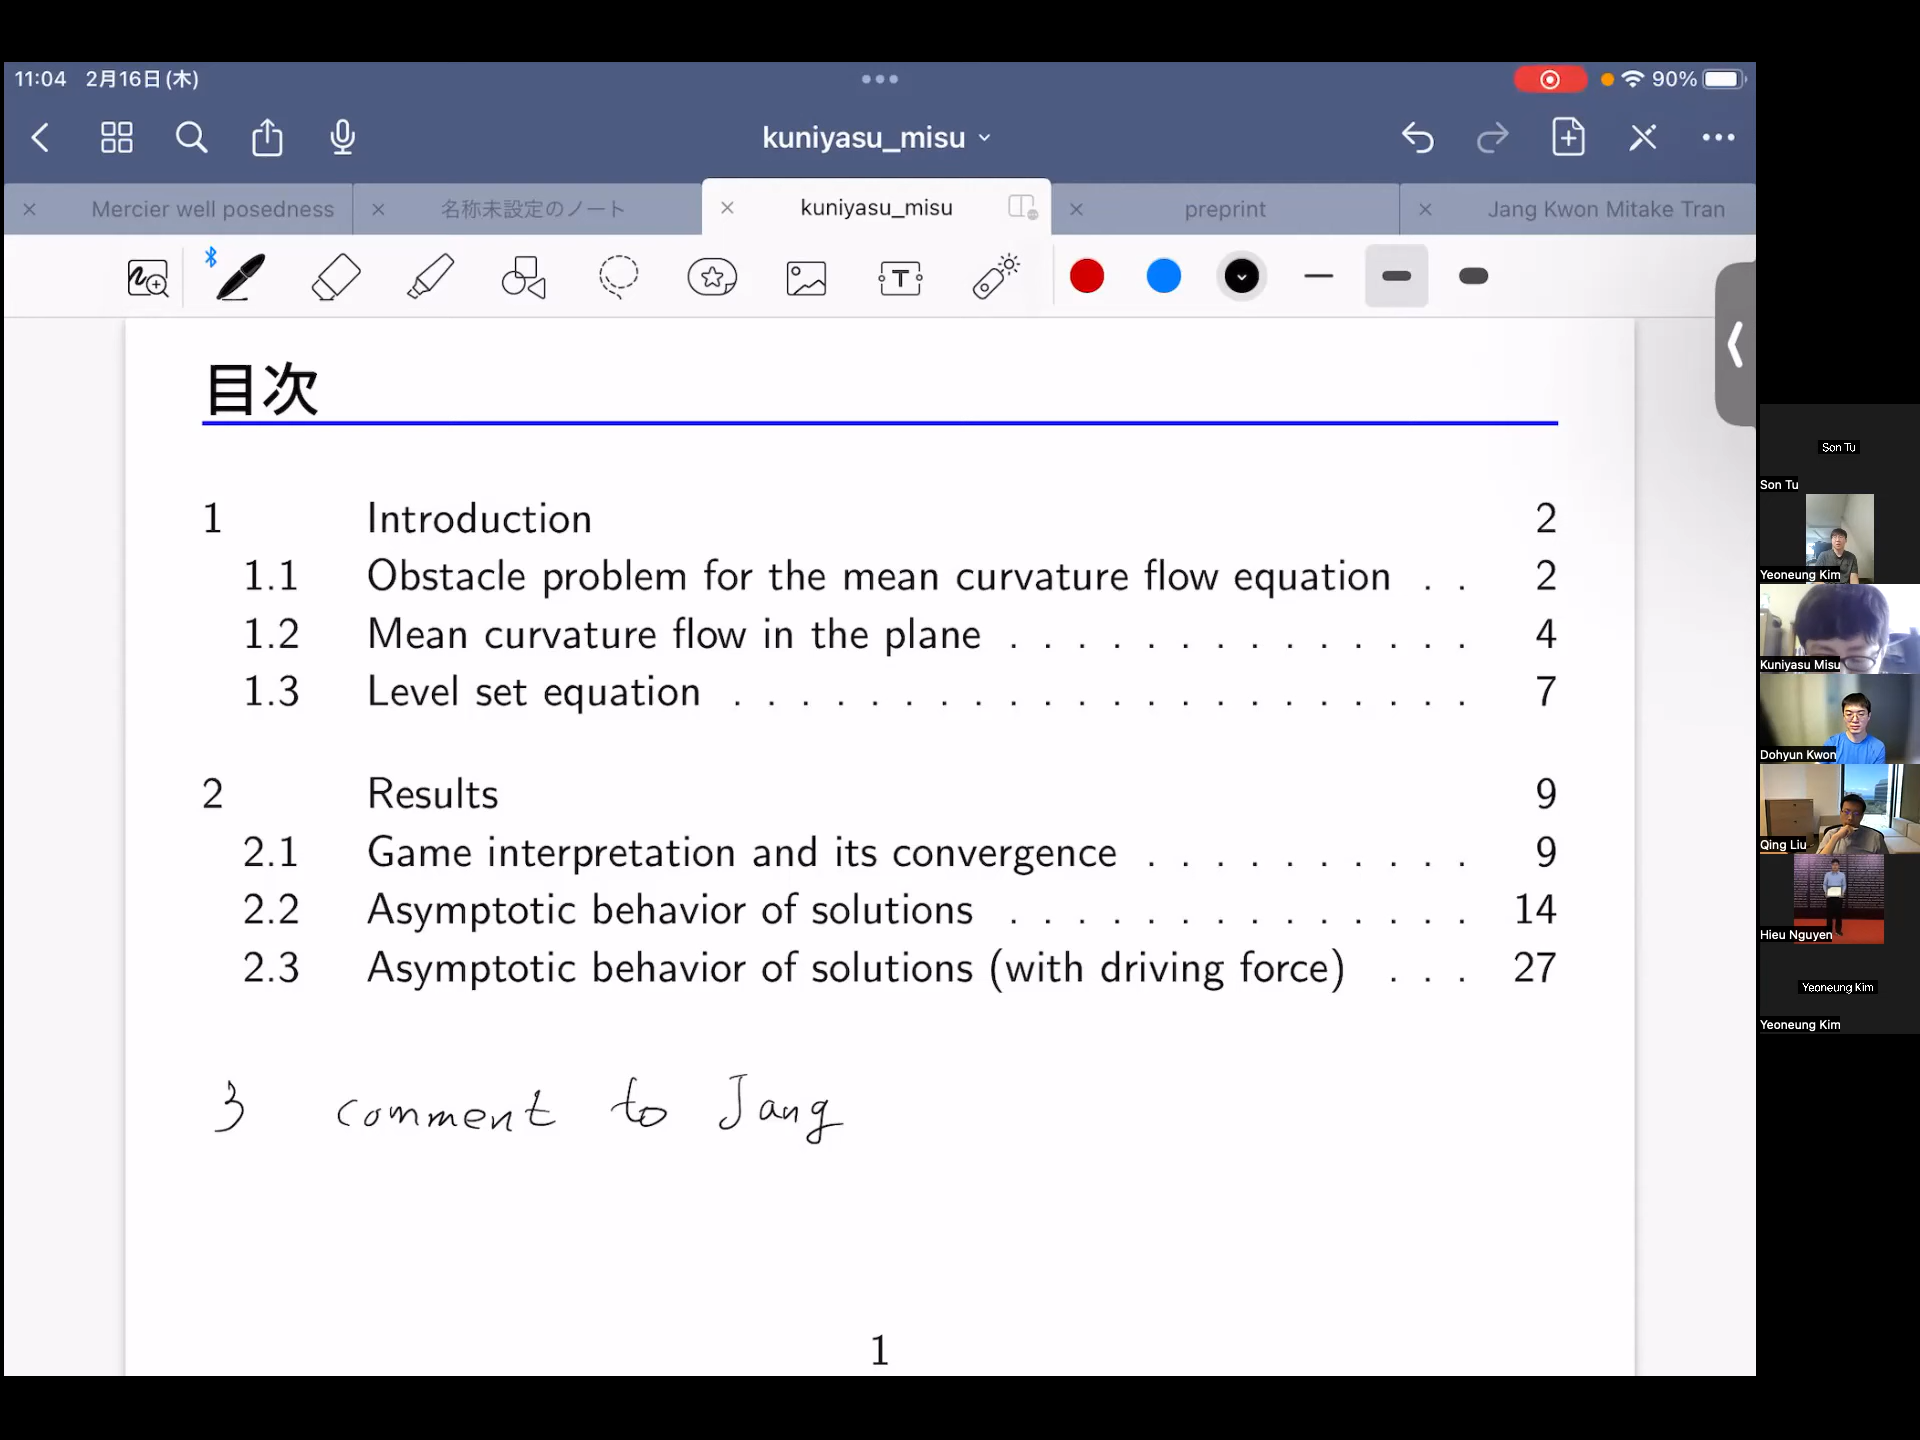 11:04 2月16日(木)
90%
kuniyasu_misu
Mercier well posedness
名称未設定のノート
kuniyasu_misu
preprint
Jang Kwon Mitake Tran
T
目次
1 Introduction 2
1.1 Obstacle problem for the mean curvature flow equation . . 2
1.2 Mean curvature flow in the plane . . . . . . . . . . . . . . 4
1.3 Level set equation . . . . . . . . . . . . . . . . . . . . . . 7
2 Results 9
2.1 Game interpretation and its convergence . . . . . . . . . . 9
2.2 Asymptotic behavior of solutions . . . . . . . . . . . . . . 14
2.3 Asymptotic behavior of solutions (with driving force) . . . 27
3 comment to Jang
1
Son Tu
Son Tu
Yeoneung Kim
Kuniyasu Misu
Dohyun Kwon
Qing Liu
Hieu Nguyen
Yeoneung Kim
Yeoneung Kim